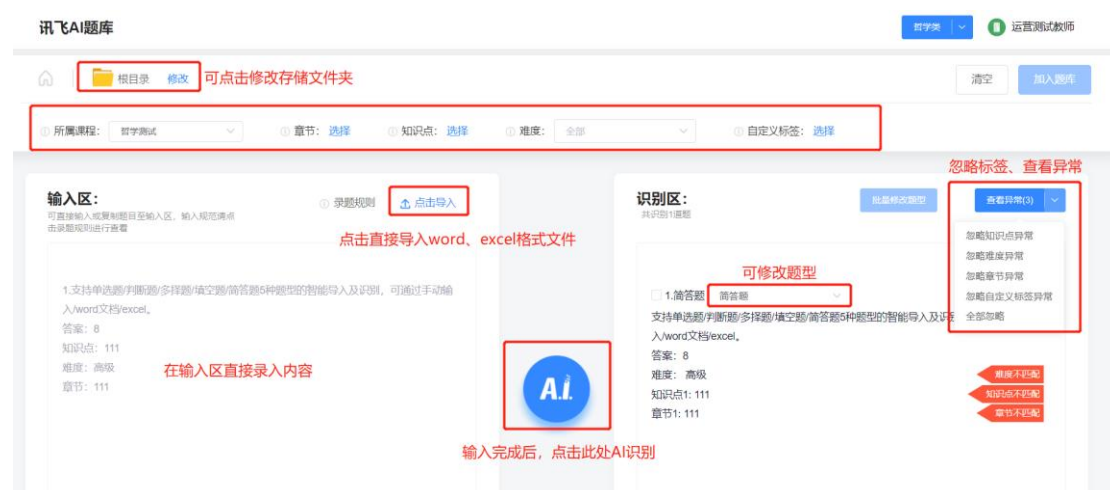 讯飞AI题库
哲学类
运营测试教师
根目录 修改 可点击修改存储文件夹
清空 加入题库
所属课程： 哲学测试 章节： 选择 知识点： 选择 难度： 全部 自定义标签： 选择
忽略标签、查看异常
输入区：
可直接输入或复制题目至输入区，输入规范请点
击录题规则进行查看
录题规则 点击导入
点击直接导入word、excel格式文件
1.支持单选题/判断题/多择题/填空题/简答题5种题型的智能导入及识别，可通过手动输
入/word文档/excel。
答案：8
知识点：111
难度：高级
章节：111
在输入区直接录入内容
A.I.
输入完成后，点击此处AI识别
识别区：
共识别1道题
批量修改题型 查看异常(3)
忽略知识点异常
忽略难度异常
忽略章节异常
忽略自定义标签异常
全部忽略
可修改题型
1.简答题 简答题
支持单选题/判断题/多择题/填空题/简答题5种题型的智能导入及识
入/word文档/excel。
答案：8
难度： 高级
知识点1: 111
章节1: 111
难度不匹配
知识点不匹配
章节不匹配